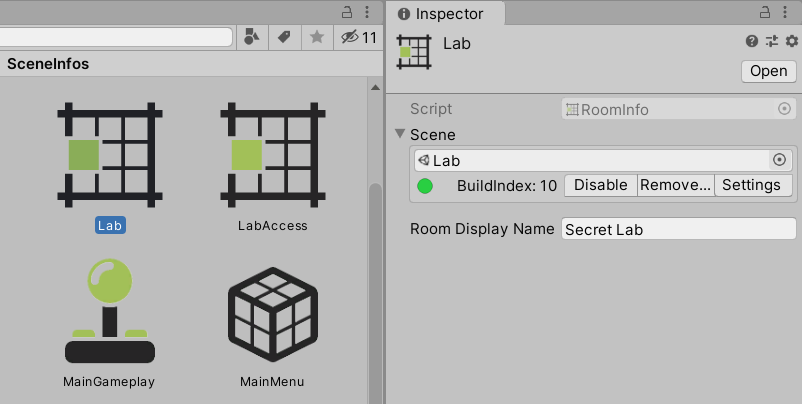 11
SceneInfos
Lab
LabAccess
MainGameplay
MainMenu
Inspector
Lab
Open
Script RoomInfo
Scene
Lab
BuildIndex: 10 Disable Remove... Settings
Room Display Name Secret Lab